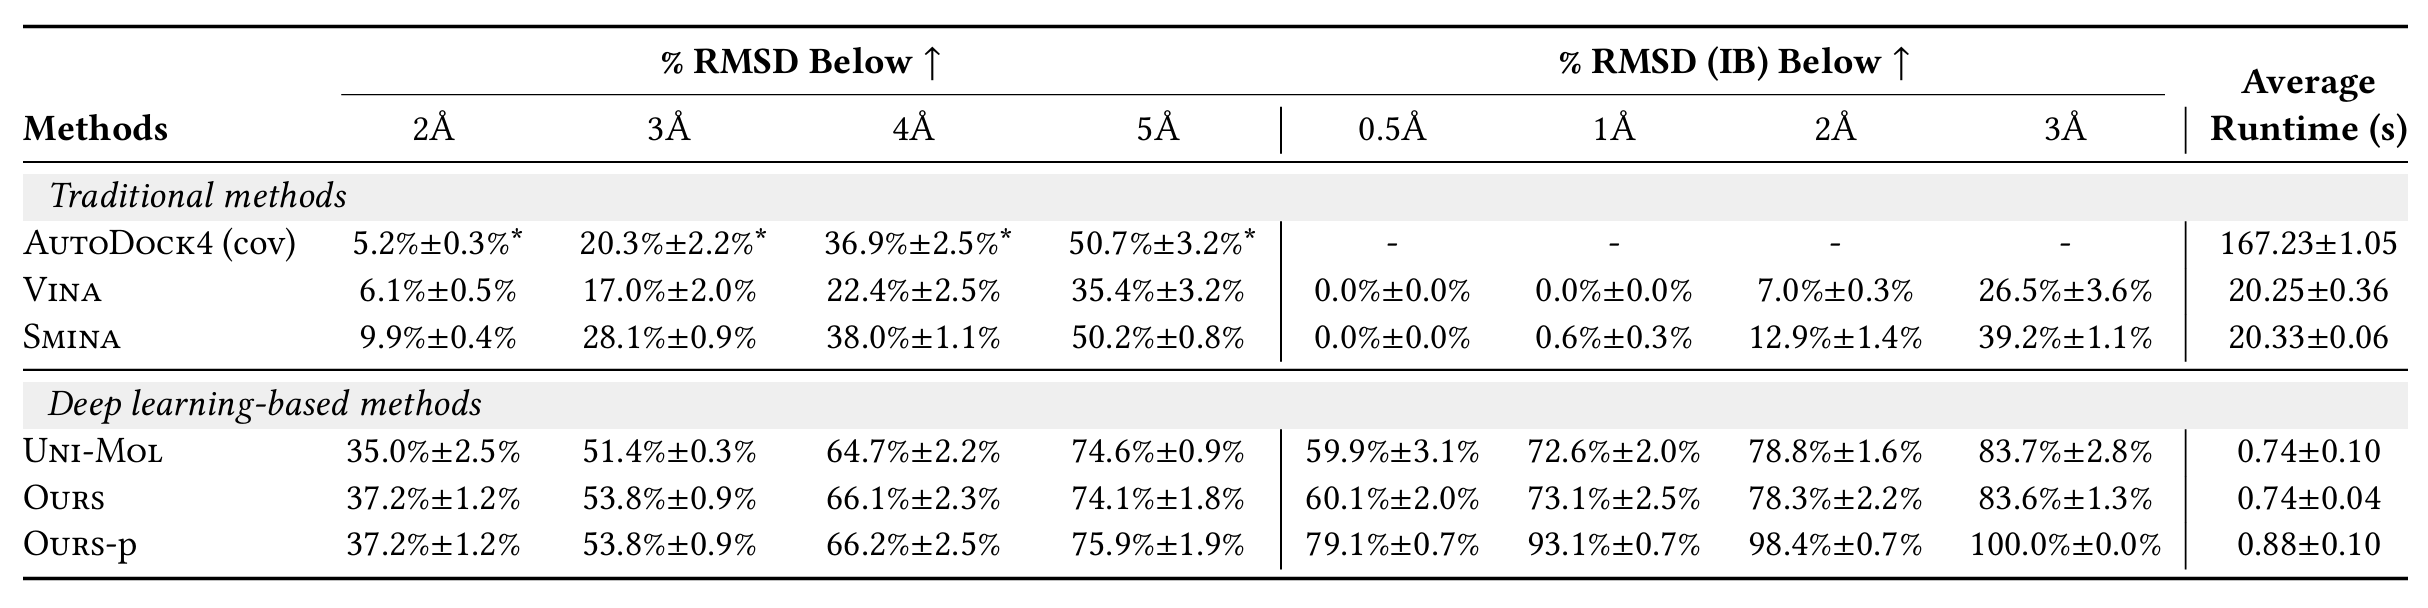 % RMSD Below ↑ % RMSD (IB) Below ↑ Average
Methods 2Å 3Å 4Å 5Å 0.5Å 1Å 2Å 3Å Runtime (s)
Traditional methods
AutoDock4 (cov) 5.2%±0.3%* 20.3%±2.2%* 36.9%±2.5%* 50.7%±3.2%* - - - - 167.23±1.05
Vina 6.1%±0.5% 17.0%±2.0% 22.4%±2.5% 35.4%±3.2% 0.0%±0.0% 0.0%±0.0% 7.0%±0.3% 26.5%±3.6% 20.25±0.36
Smina 9.9%±0.4% 28.1%±0.9% 38.0%±1.1% 50.2%±0.8% 0.0%±0.0% 0.6%±0.3% 12.9%±1.4% 39.2%±1.1% 20.33±0.06
Deep learning-based methods
Uni-Mol 35.0%±2.5% 51.4%±0.3% 64.7%±2.2% 74.6%±0.9% 59.9%±3.1% 72.6%±2.0% 78.8%±1.6% 83.7%±2.8% 0.74±0.10
Ours 37.2%±1.2% 53.8%±0.9% 66.1%±2.3% 74.1%±1.8% 60.1%±2.0% 73.1%±2.5% 78.3%±2.2% 83.6%±1.3% 0.74±0.04
Ours-p 37.2%±1.2% 53.8%±0.9% 66.2%±2.5% 75.9%±1.9% 79.1%±0.7% 93.1%±0.7% 98.4%±0.7% 100.0%±0.0% 0.88±0.10